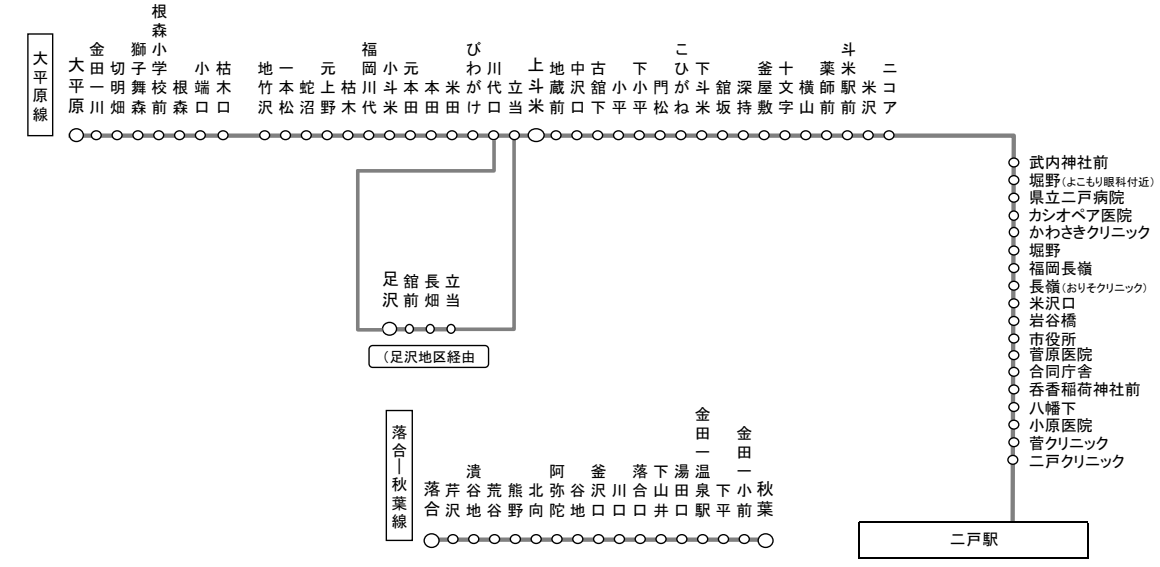 大平原線
大平原
金田一川
切明畑
獅子舞森
根森小学校前
根森
小端口
枯木口
地竹沢
一本松
蛇沼
元上野
枯木
福岡川代
小斗米
元本田
本田
米田
びわがけ
川代口
立当
上斗米
地蔵前
中沢口
古舘下
小平
下小平
門松
こひがね
下斗米
舘坂
深持
釜屋敷
十文字
横山
薬師前
斗米駅前
米沢
ニコア
武内神社前
堀野(よこもり眼科付近)
県立二戸病院
カシオペア医院
かわさきクリニック
堀野
福岡長嶺
長嶺(おりそクリニック)
米沢口
岩谷橋
市役所
菅原医院
合同庁舎
呑香稲荷神社前
八幡下
小原医院
菅クリニック
二戸クリニック
二戸駅
足沢
舘前
長畑
立当
(足沢地区経由
落合―秋葉線
落合
芦沢
漬谷地
荒谷
熊野
北向
阿弥陀
谷地
釜沢口
川口
落合口
下山井
湯田口
金田一温泉駅
下平
金田一小前
秋葉